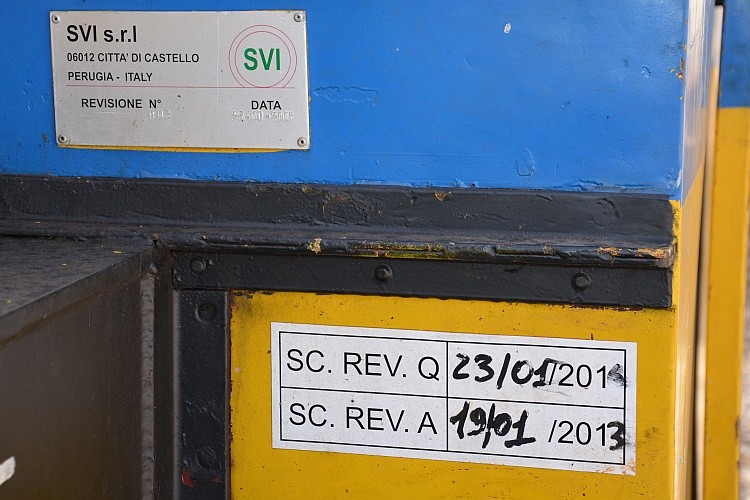 SVI s.r.l
06012 CITTA' DI CASTELLO
PERUGIA - ITALY
SVI
REVISIONE N° DATA
SC. REV. Q 23/01/201
SC. REV. A 19/01 /2013